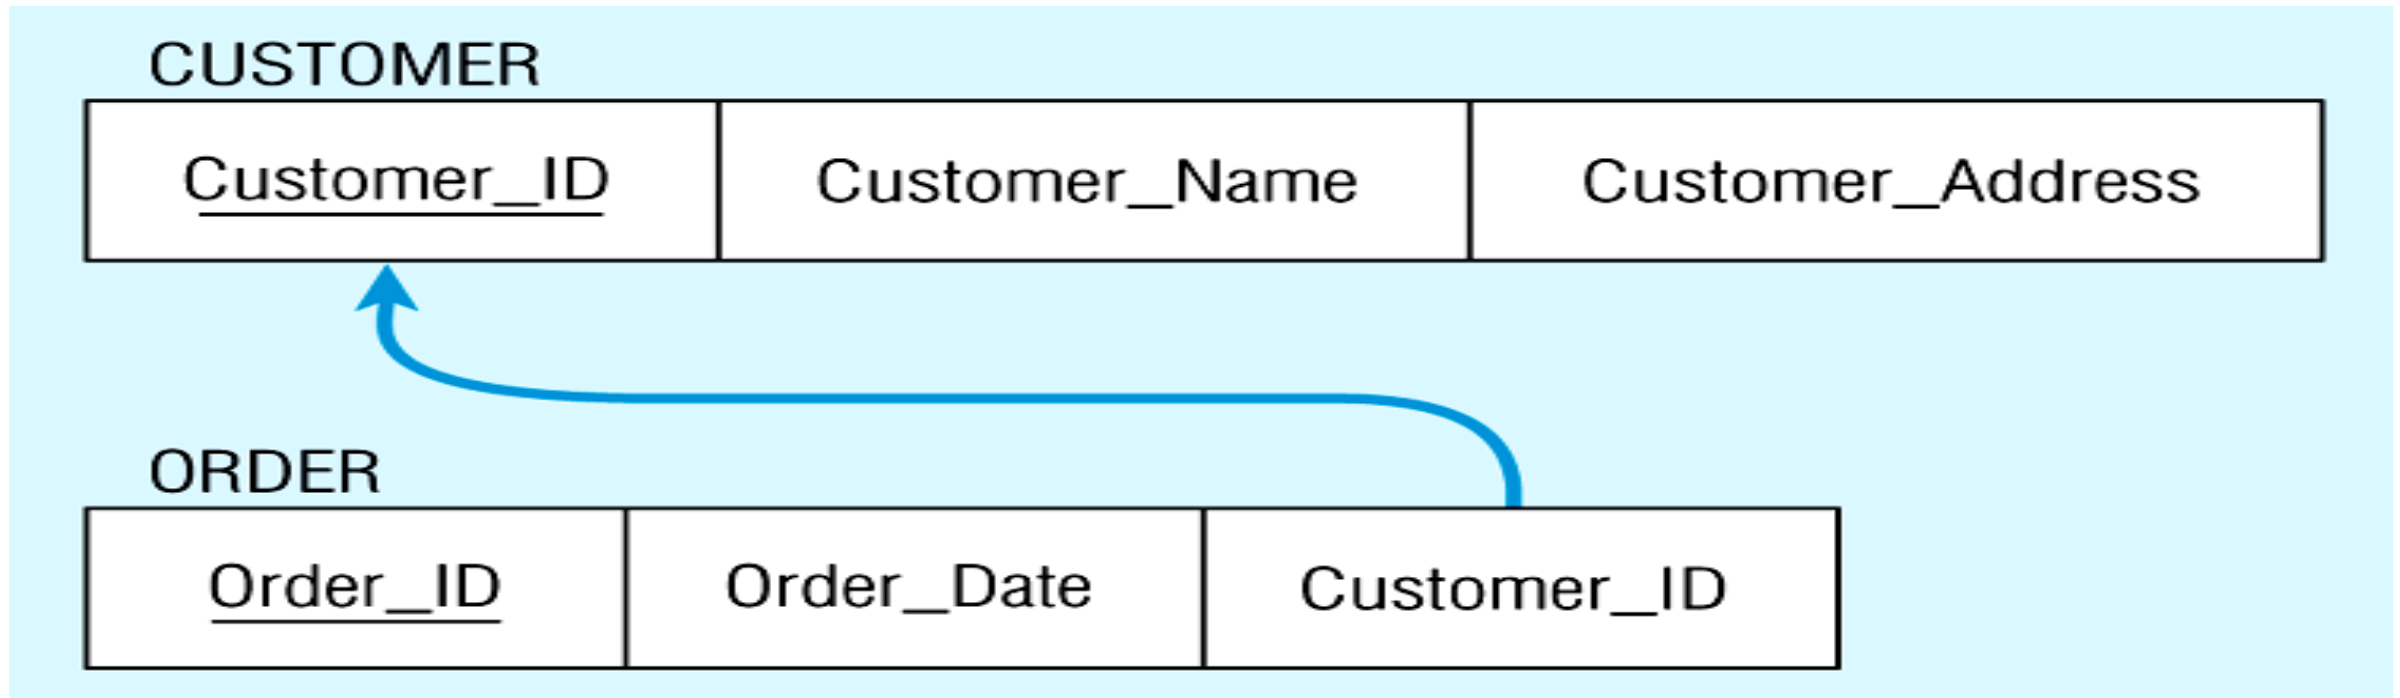 CUSTOMER
Customer_ID Customer_Name Customer_Address
ORDER
Order_ID Order_Date Customer_ID